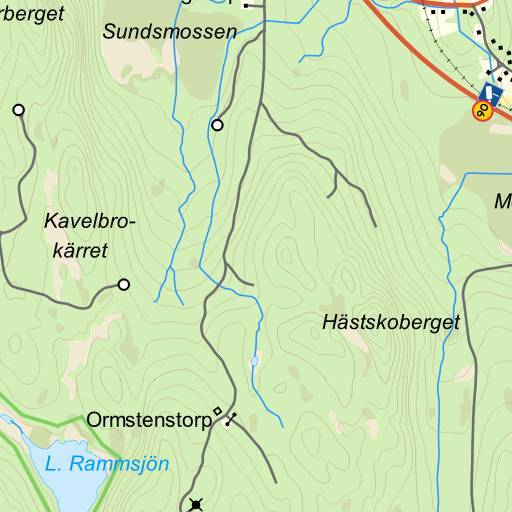 rberget
Sundsmossen
90
Kavelbro-
kärret
M
Hästskoberget
Ormstenstorp
L. Rammsjön